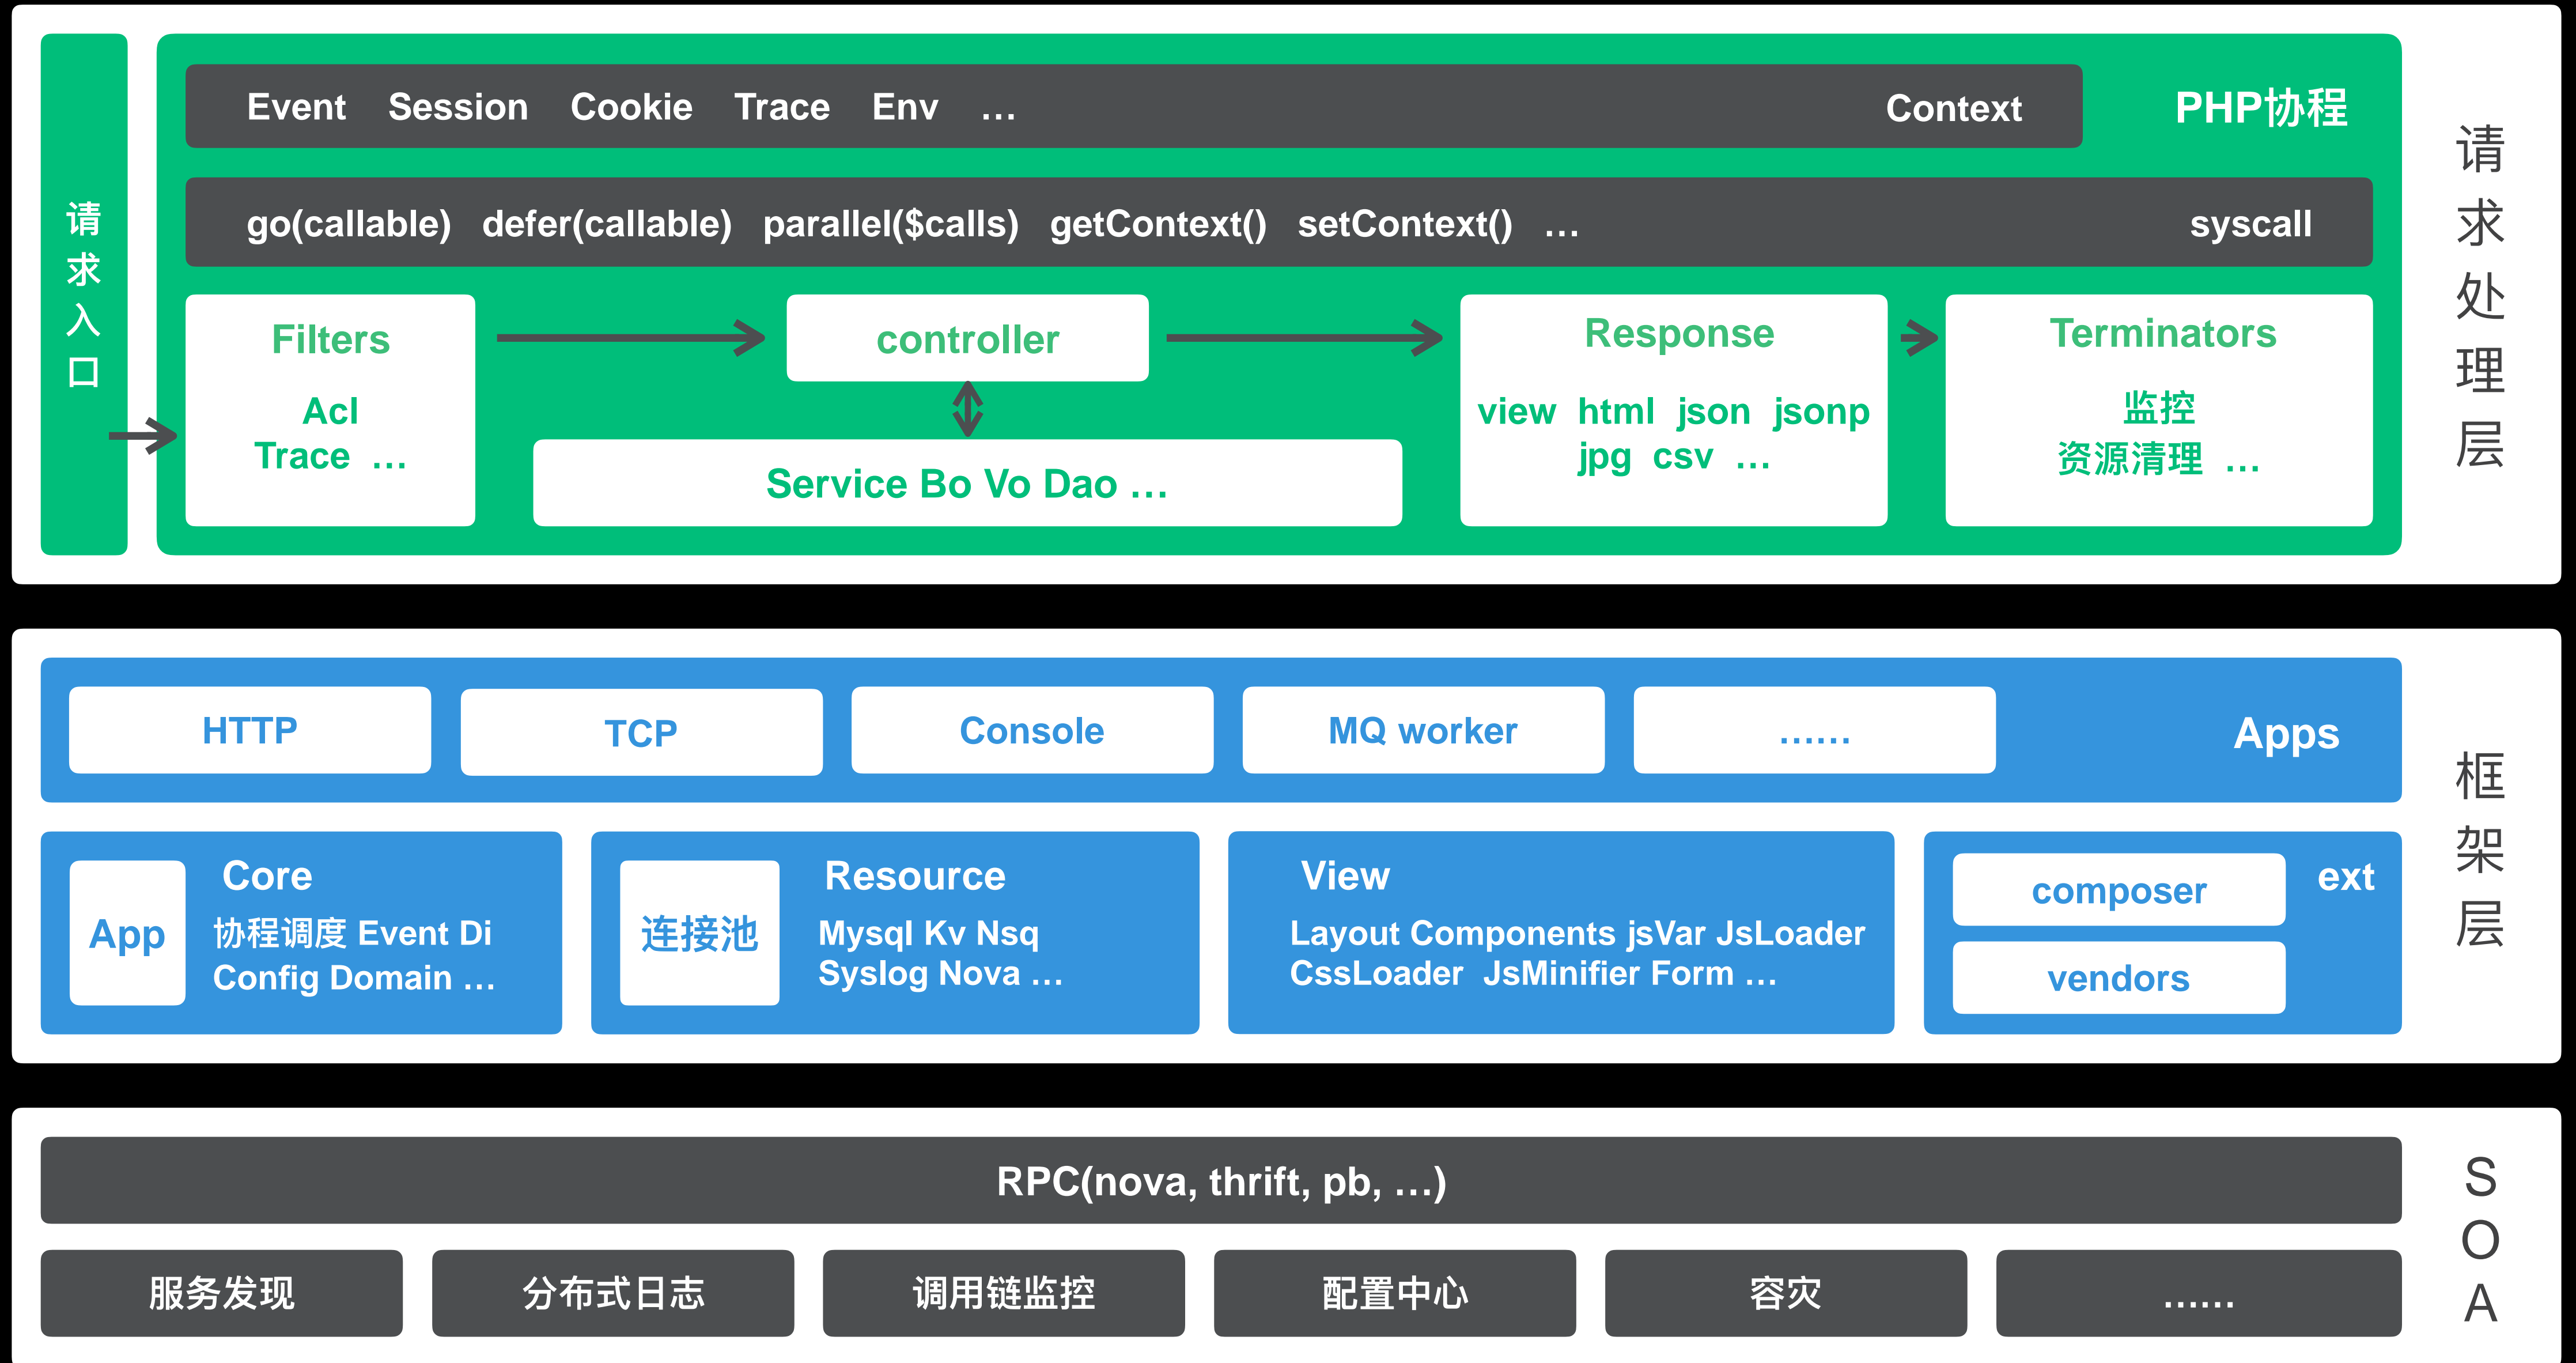 请求入口
Event Session Cookie Trace Env … Context
PHP协程
go(callable) defer(callable) parallel($calls) getContext() setContext() … syscall
Filters
Acl
Trace …
controller
Service Bo Vo Dao …
Response
view html json jsonp
jpg csv …
Terminators
监控
资源清理 …
请求处理层
HTTP
TCP
Console
MQ worker
……
Apps
App
Core
协程调度 Event Di
Config Domain …
连接池
Resource
Mysql Kv Nsq
Syslog Nova …
View
Layout Components jsVar JsLoader
CssLoader JsMinifier Form …
composer
vendors
ext
框架层
RPC(nova, thrift, pb, …)
服务发现
分布式日志
调用链监控
配置中心
容灾
……
SOA